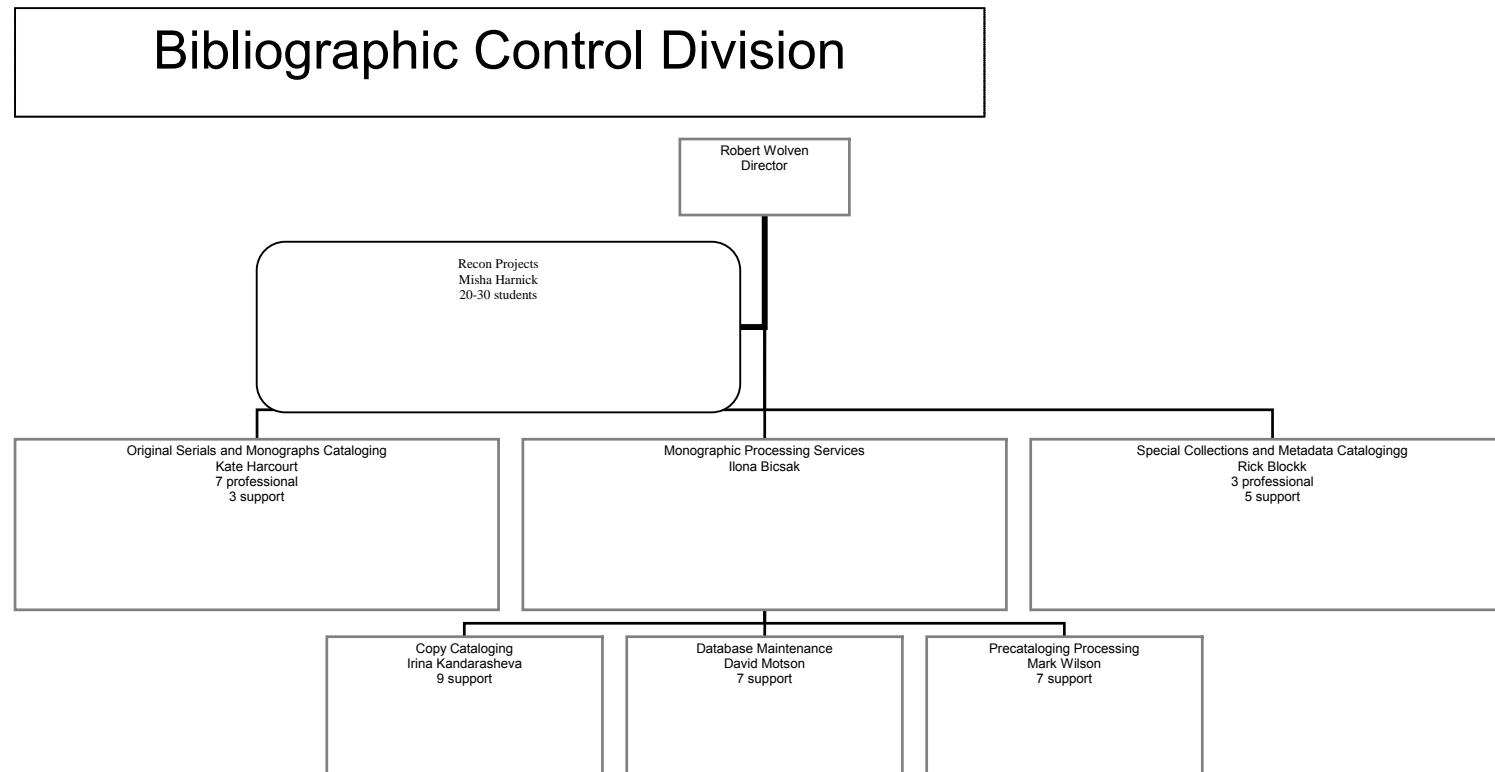 Bibliographic Control Division
Robert Wolven
Director
Recon Projects
Misha Harnick
20-30 students
Original Serials and Monographs Cataloging
Kate Harcourt
7 professional
3 support
Monographic Processing Services
Ilona Bicsak
Special Collections and Metadata Catalogingg
Rick Blockk
3 professional
5 support
Copy Cataloging
Irina Kandarasheva
9 support
Database Maintenance
David Motson
7 support
Precataloging Processing
Mark Wilson
7 support